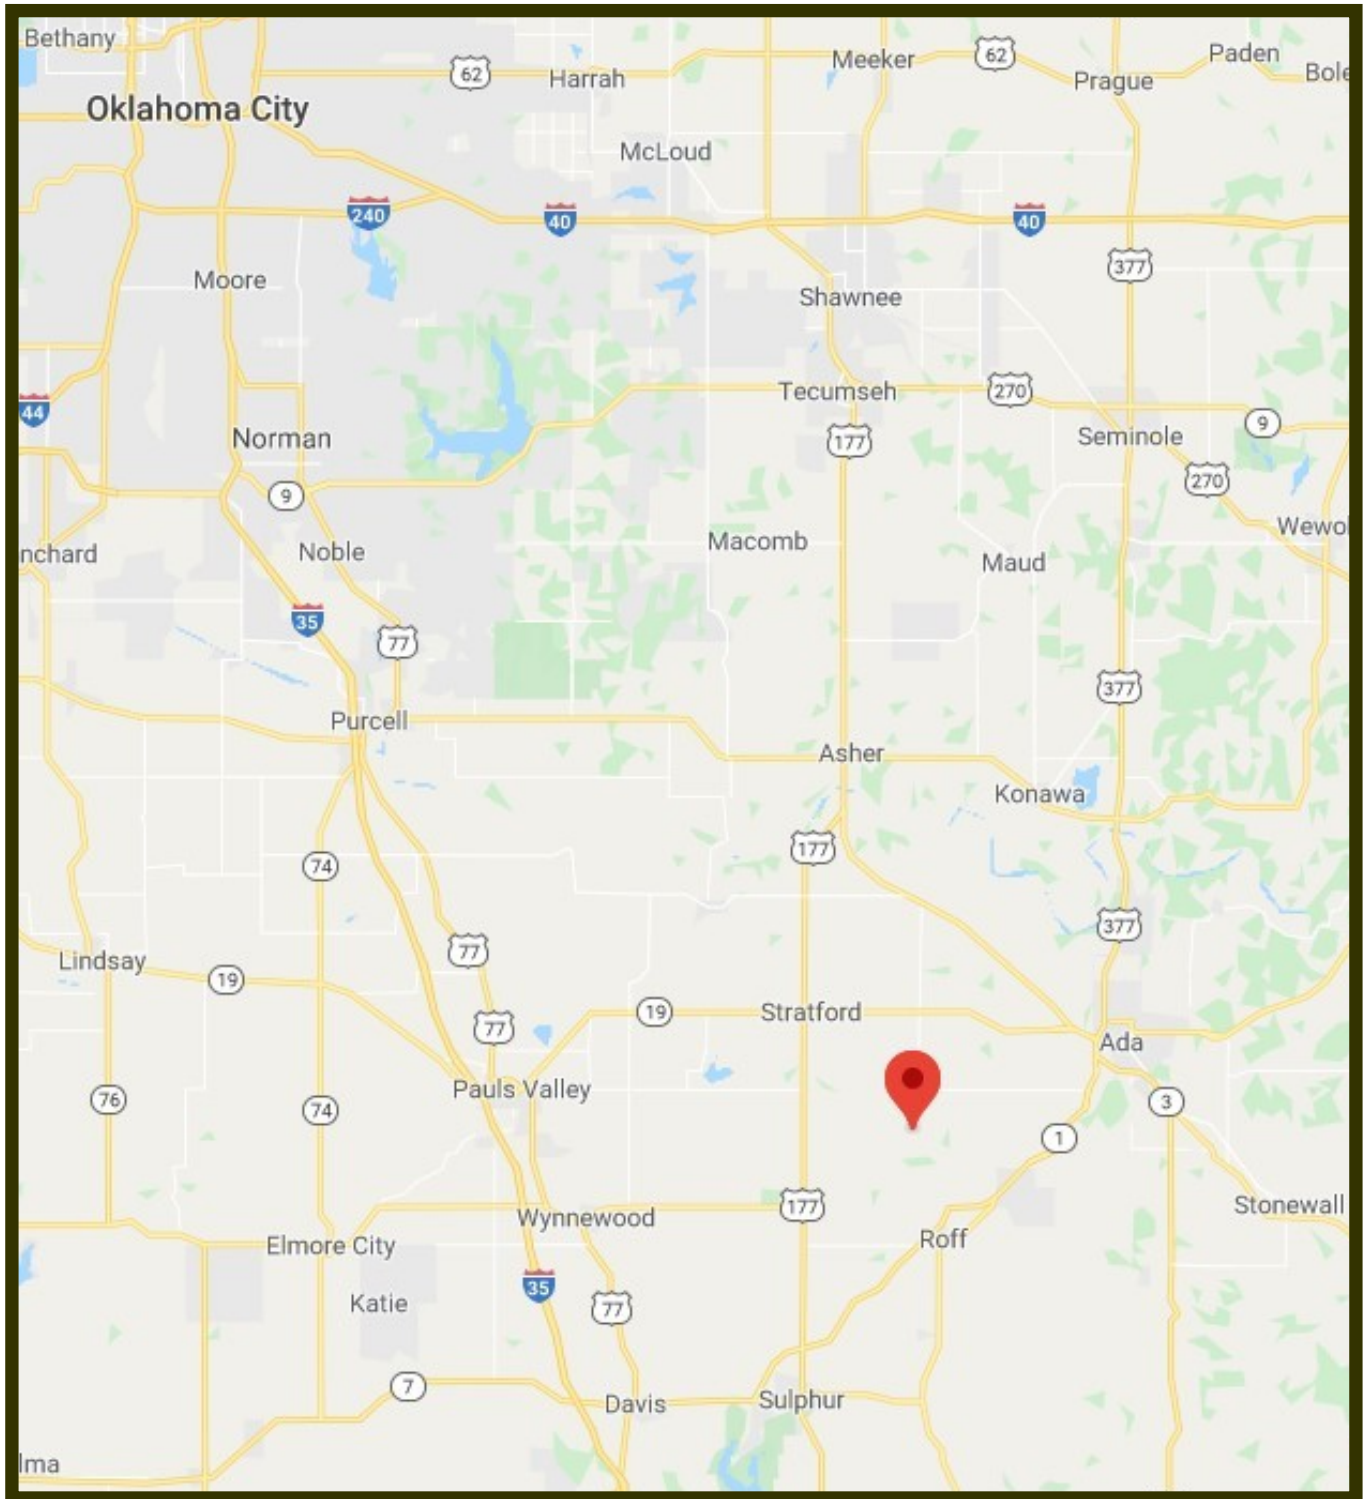 Bethany
62
Harrah
Meeker
62
Prague
Paden
Bole
Oklahoma City
McLoud
240
40
40
Moore
377
Shawnee
44
Tecumseh
270
Norman
177
Seminole
9
9
270
nchard
Noble
Macomb
Maud
Wewol
35
77
377
Purcell
Asher
Konawa
74
177
Lindsay
19
77
377
77
19
Stratford
Ada
76
74
Pauls Valley
3
1
Wynnewood
177
Stonewall
Elmore City
Roff
Katie
35
77
7
Davis
Sulphur
lma